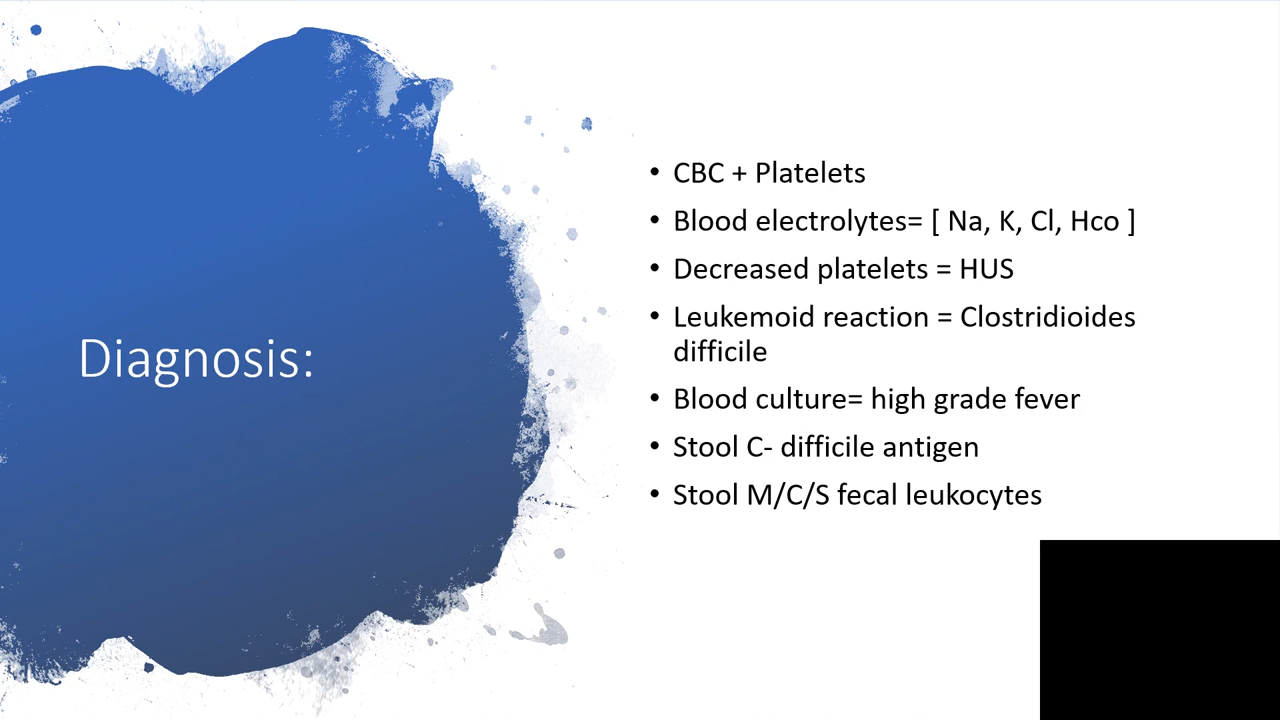 Diagnosis:
• CBC + Platelets
• Blood electrolytes= [ Na, K, Cl, Hco ]
• Decreased platelets = HUS
• Leukemoid reaction = Clostridioides
difficile
• Blood culture= high grade fever
• Stool C- difficile antigen
• Stool M/C/S fecal leukocytes